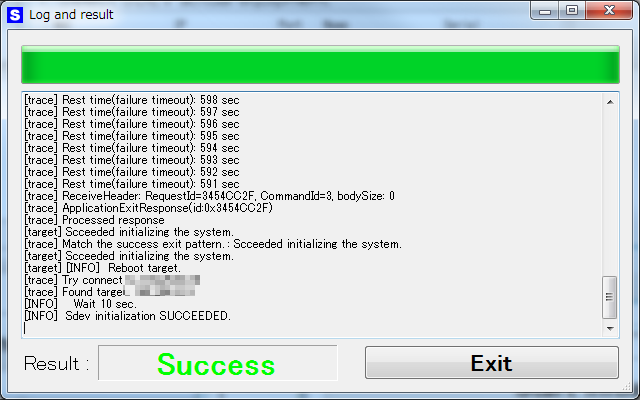 S Log and result
[trace] Rest time(failure timeout): 598 sec
[trace] Rest time(failure timeout): 597 sec
[trace] Rest time(failure timeout): 596 sec
[trace] Rest time(failure timeout): 595 sec
[trace] Rest time(failure timeout): 594 sec
[trace] Rest time(failure timeout): 593 sec
[trace] Rest time(failure timeout): 592 sec
[trace] Rest time(failure timeout): 591 sec
[trace] ReceiveHeader: RequestId=3454CC2F, CommandId=3, bodySize: 0
[trace] ApplicationExitResponse(id:0x3454CC2F)
[trace] Processed response
[target] Scceeded initializing the system.
[trace] Match the success exit pattern. : Scceeded initializing the system.
[target] Scceeded initializing the system.
[target] [INFO] Reboot target.
[trace] Try connect
[trace] Found target
[INFO] Wait 10 sec.
[INFO] Sdev initialization SUCCEEDED.
Result : Success Exit